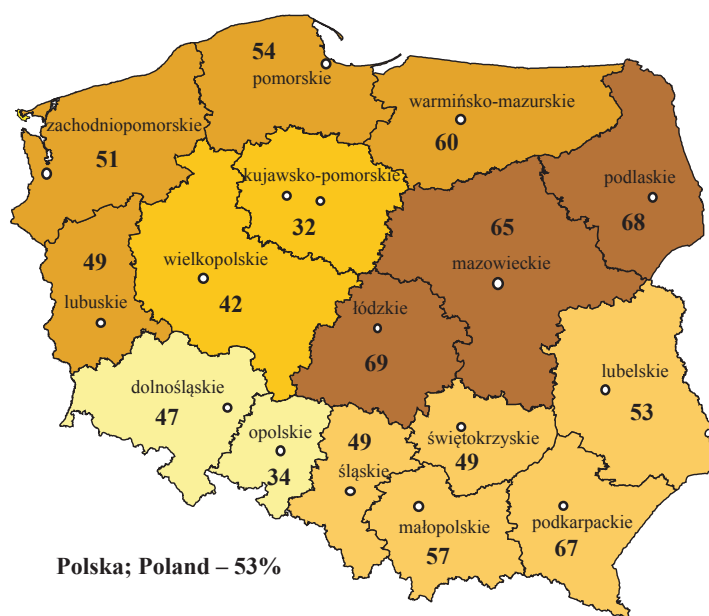 54
pomorskie
warmińsko-mazurskie
60
zachodniopomorskie
51
kujawsko-pomorskie
32
podlaskie
68
65
mazowieckie
49
lubuskie
wielkopolskie
42
łódzkie
69
lubelskie
53
dolnośląskie
47
opolskie
34
49
śląskie
świętokrzyskie
49
małopolskie
57
podkarpackie
67
Polska; Poland – 53%